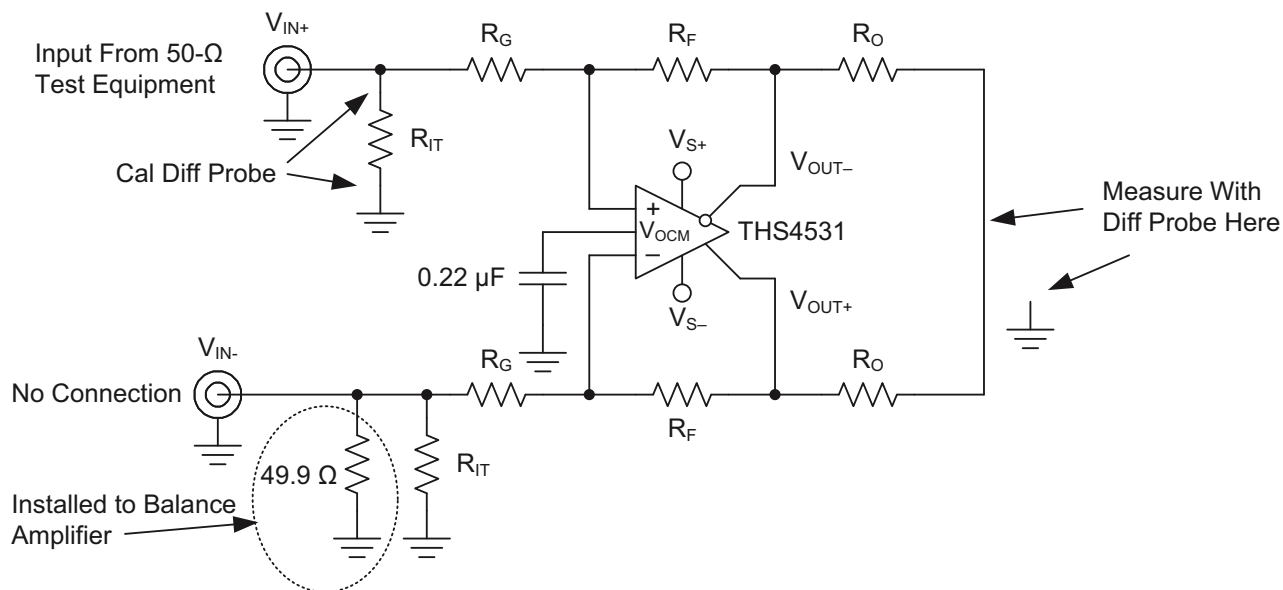 V_IN+
Input From 50-Ω
Test Equipment
R_G
R_F
R_O
R_IT
Cal Diff Probe
V_S+
V_OUT–
+
V_OCM
–
THS4531
Measure With
Diff Probe Here
0.22 µF
V_S–
V_OUT+
V_IN-
No Connection
R_G
R_F
R_O
49.9 Ω
R_IT
Installed to Balance
Amplifier